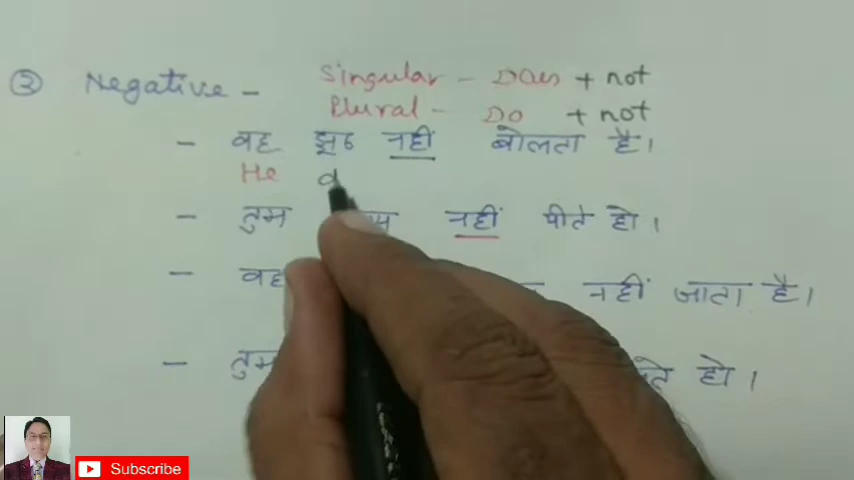 ② Negative - Singular - Does + not
Plural - Do + not
- वह झूठ नहीं बोलता है।
He d
- तुम नहीं पीते हो।
- वह नहीं जाता है।
- तुम हो।
Subscribe